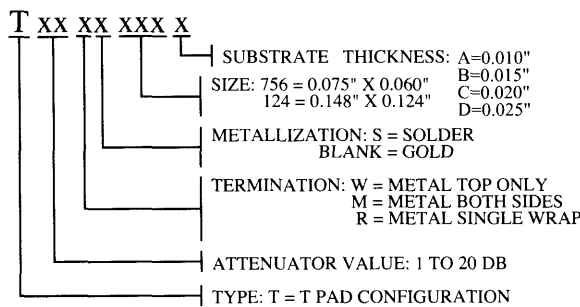 T XX XX XXX X
SUBSTRATE THICKNESS: A=0.010"
B=0.015"
C=0.020"
D=0.025"
SIZE: 756 = 0.075" X 0.060"
124 = 0.148" X 0.124"
METALLIZATION: S = SOLDER
BLANK = GOLD
TERMINATION: W = METAL TOP ONLY
M = METAL BOTH SIDES
R = METAL SINGLE WRAP
ATTENUATOR VALUE: 1 TO 20 DB
TYPE: T = T PAD CONFIGURATION